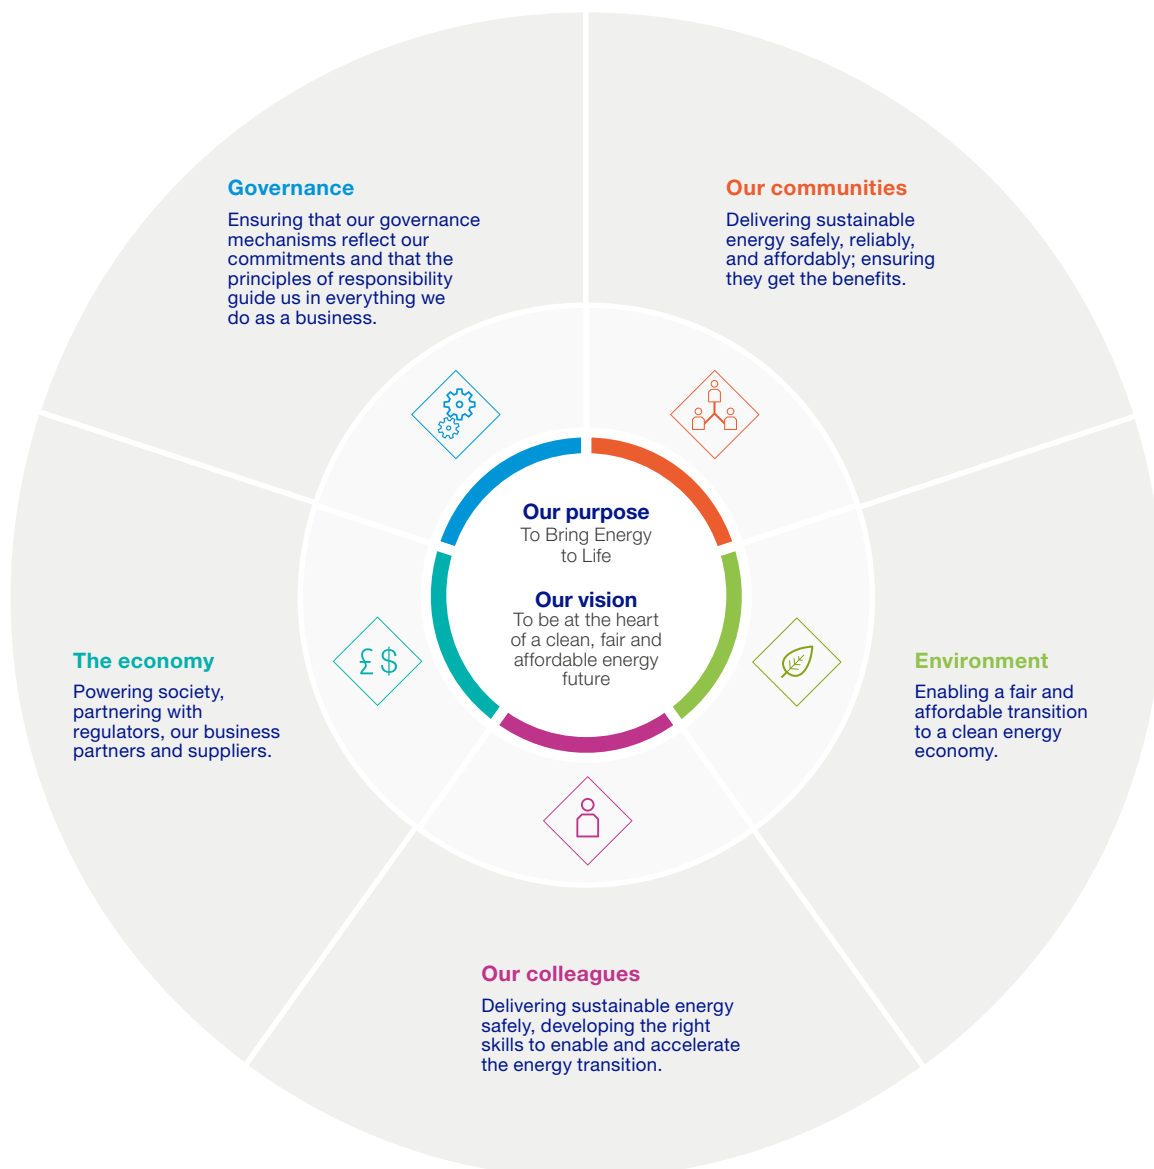 Governance
Ensuring that our governance
mechanisms reflect our
commitments and that the
principles of responsibility
guide us in everything we
do as a business.
Our communities
Delivering sustainable
energy safely, reliably,
and affordably; ensuring
they get the benefits.
Our purpose
To Bring Energy
to Life
Our vision
To be at the heart
of a clean, fair and
affordable energy
future
The economy
Powering society,
partnering with
regulators, our business
partners and suppliers.
£ $
Environment
Enabling a fair and
affordable transition
to a clean energy
economy.
Our colleagues
Delivering sustainable energy
safely, developing the right
skills to enable and accelerate
the energy transition.